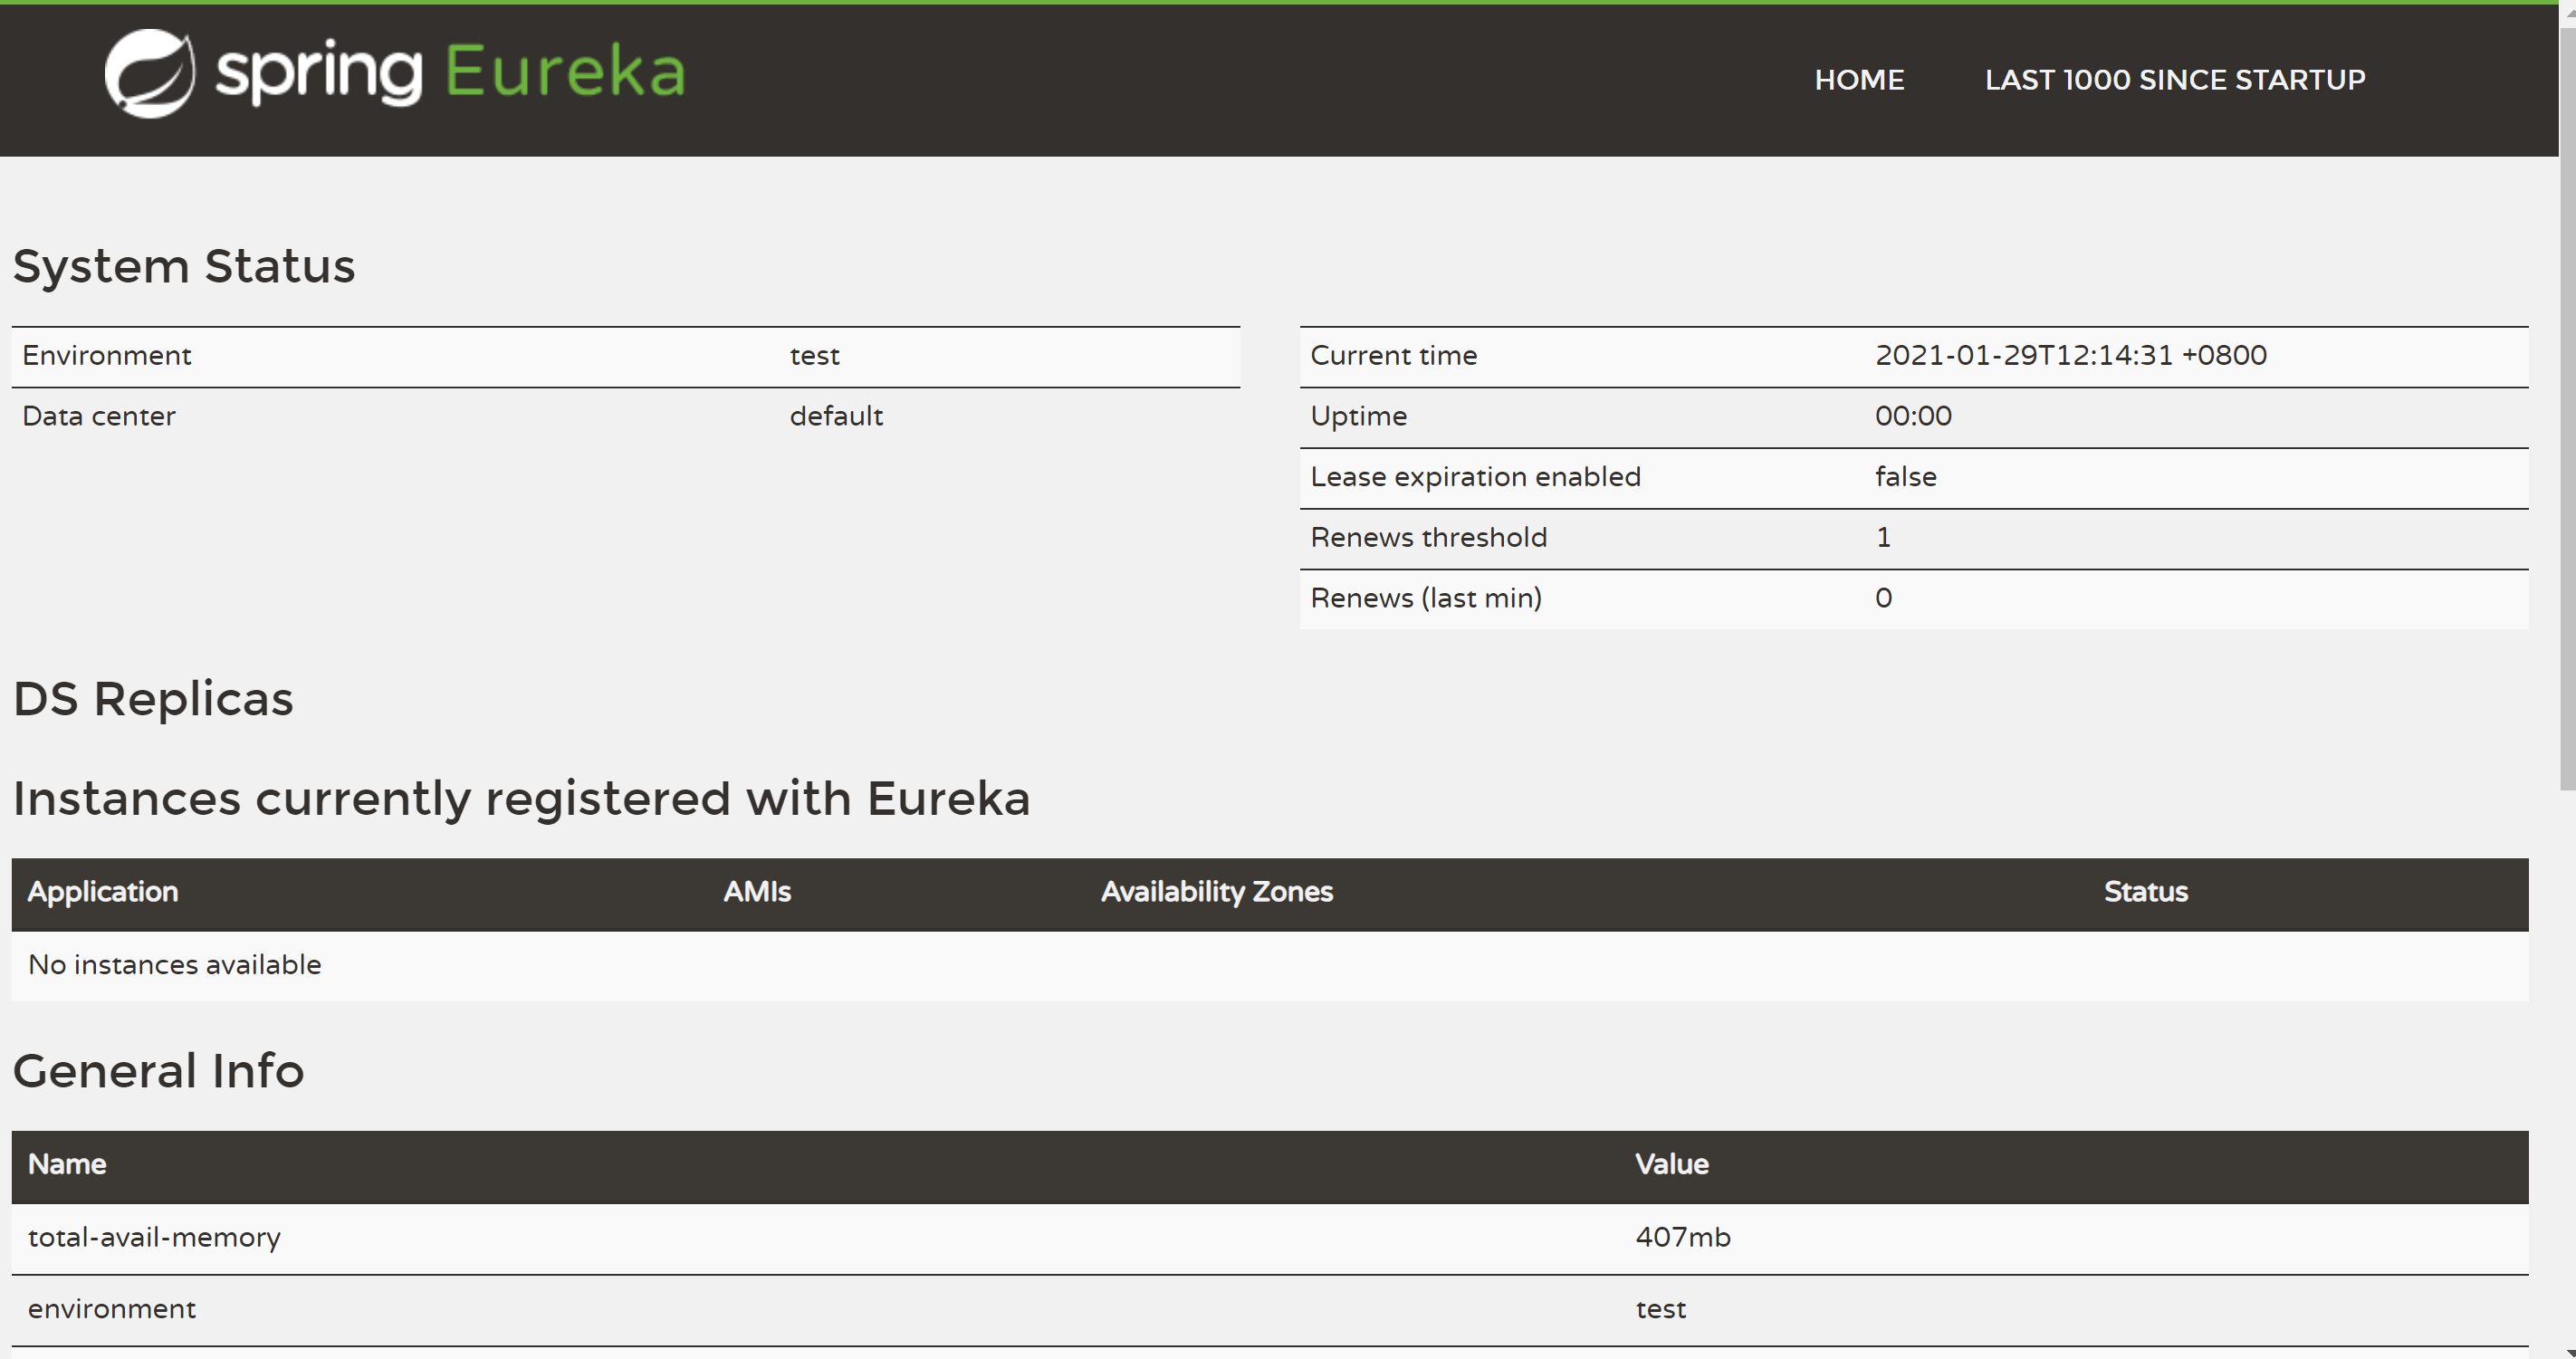 spring Eureka
HOME LAST 1000 SINCE STARTUP
System Status
Environment test
Data center default
Current time 2021-01-29T12:14:31 +0800
Uptime 00:00
Lease expiration enabled false
Renews threshold 1
Renews (last min) 0
DS Replicas
Instances currently registered with Eureka
Application AMIs Availability Zones Status
No instances available
General Info
Name Value
total-avail-memory 407mb
environment test